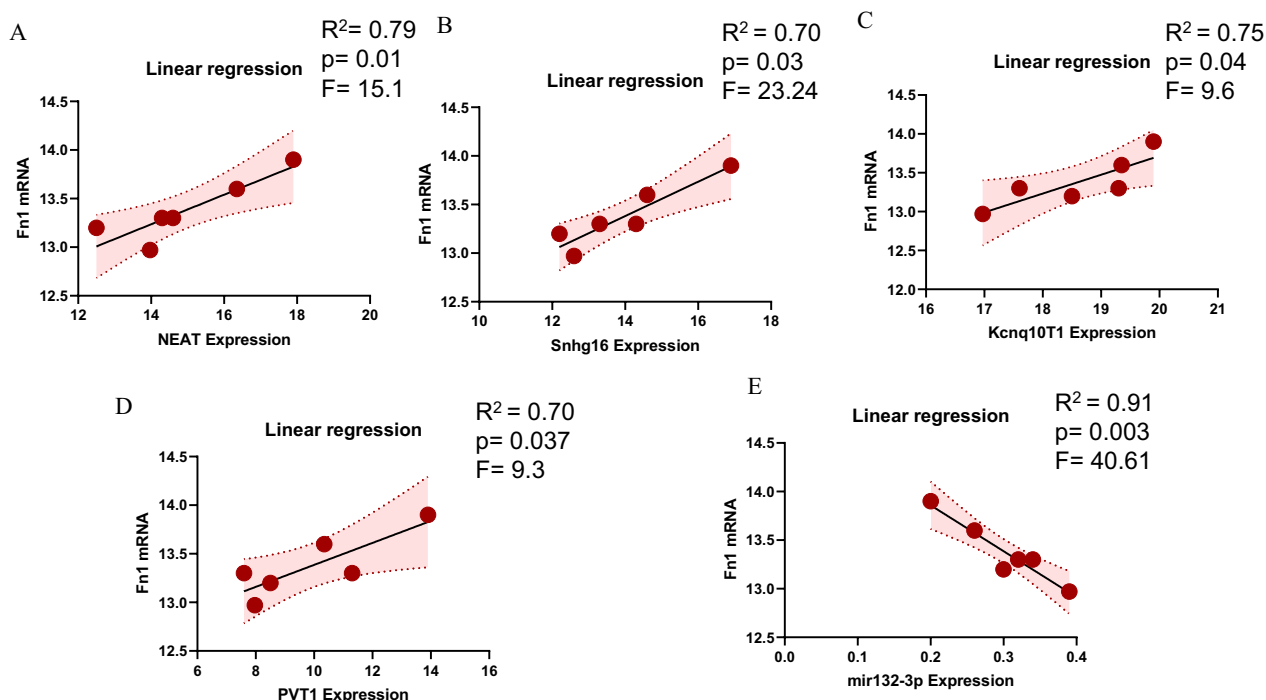 A
Linear regression
R2= 0.79
p= 0.01
F= 15.1
14.5
14.0
13.5
13.0
12.5
Fn1 mRNA
12 14 16 18 20
NEAT Expression
B
Linear regression
R2 = 0.70
p= 0.03
F= 23.24
14.5
14.0
13.5
13.0
12.5
Fn1 mRNA
10 12 14 16 18
Snhg16 Expression
C
Linear regression
R2 = 0.75
p= 0.04
F= 9.6
14.5
14.0
13.5
13.0
12.5
12.0
Fn1 mRNA
16 17 18 19 20 21
Kcnq10T1 Expression
D
Linear regression
R2 = 0.70
p= 0.037
F= 9.3
14.5
14.0
13.5
13.0
12.5
Fn1 mRNA
6 8 10 12 14 16
PVT1 Expression
E
Linear regression
R2 = 0.91
p= 0.003
F= 40.61
14.5
14.0
13.5
13.0
12.5
Fn1 mRNA
0.0 0.1 0.2 0.3 0.4
mir132-3p Expression